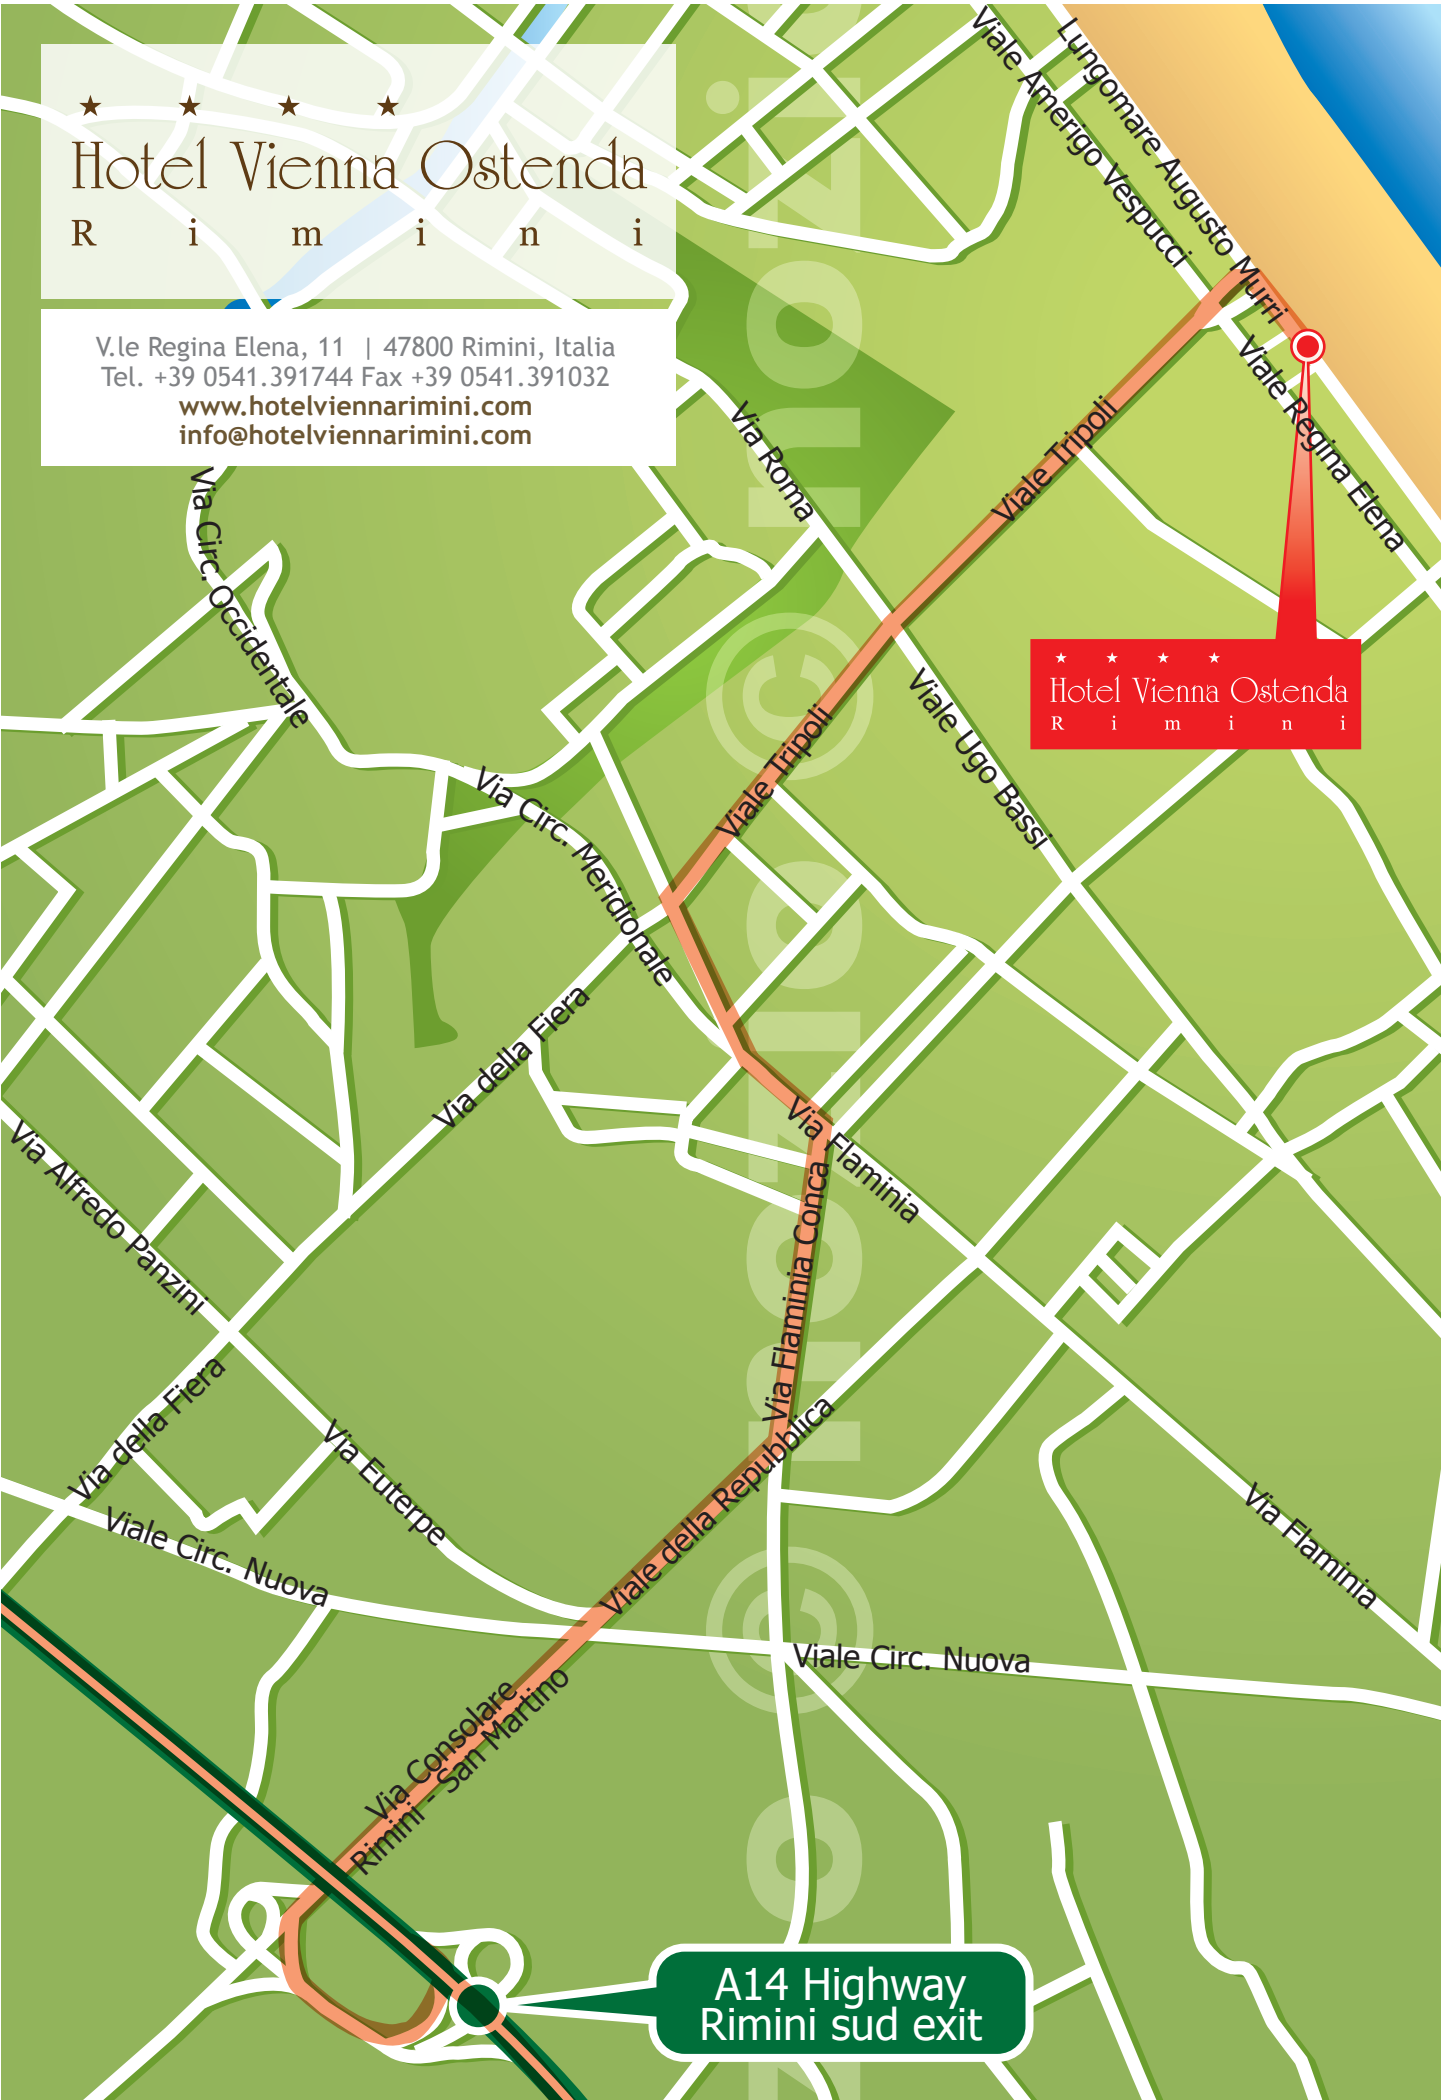 Hotel Vienna Ostenda
Rimini
V.le Regina Elena, 11 | 47800 Rimini, Italia
Tel. +39 0541.391744 Fax +39 0541.391032
www.hotelviennarimini.com
info@hotelviennarimini.com
Viale Amerigo Vespucci
Lungomare Augusto Murri
Viale Regina Elena
Via Roma
Viale Tripoli
Via Circ. Occidentale
Hotel Vienna Ostenda
Rimini
Viale Tripoli
Viale Ugo Bassi
Via Circ. Meridionale
Via della Fiera
Via Flaminia
Via Alfredo Panzini
Via Flaminia Conca
Via della Fiera
Via Euterpe
Viale della Repubblica
Viale Circ. Nuova
Via Flaminia
Viale Circ. Nuova
Via Consolare
Rimini - San Martino
A14 Highway
Rimini sud exit